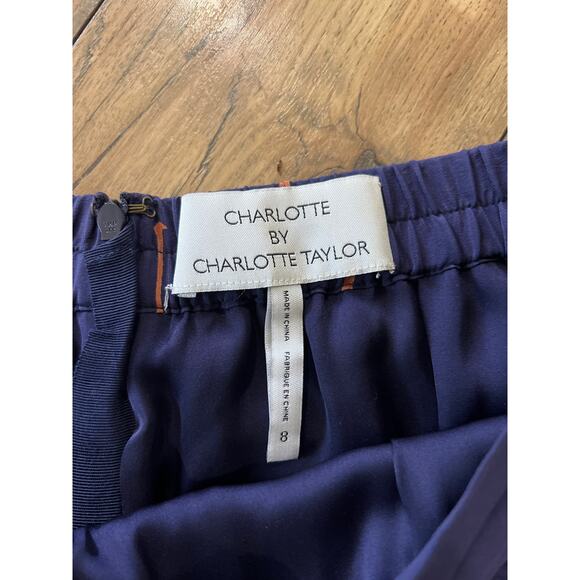 CHARLOTTE
BY
CHARLOTTE TAYLOR
MADE IN CHINA
FABRIQUE EN CHINE
8